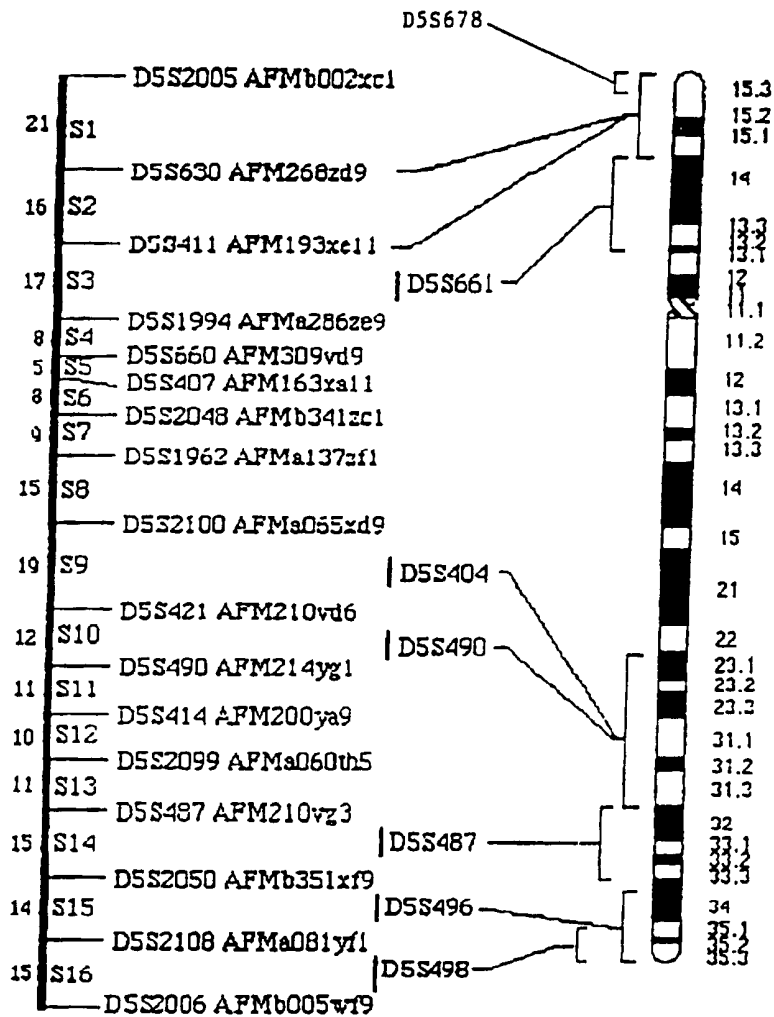 D5S678
D5S2005 AFMb002xc1
21 S1
D5S630 AFM268zd9
16 S2
D5S411 AFM193xe11
17 S3
D5S661
D5S1994 AFMa286ze9
8 S4
D5S660 AFM309vd9
5 S5
D5S407 AFM163xa11
8 S6
D5S2048 AFMb341zc1
9 S7
D5S1962 AFMa137zf1
15 S8
D5S2100 AFMa065xd9
19 S9
D5S404
D5S421 AFM210vd6
12 S10
D5S490
D5S490 AFM214yg1
11 S11
D5S414 AFM200ya9
10 S12
D5S2099 AFMa060th5
11 S13
D5S487 AFM210vz3
15 S14
D5S487
D5S2050 AFMb351xf9
14 S15
D5S496
D5S2108 AFMa081yf1
15 S16
D5S498
D5S2006 AFMb005wf9
15.3
15.2
15.1
14
13.3
13.2
13.1
12
11
11.1
11.2
12
13.1
13.2
13.3
14
15
21
22
23.1
23.2
23.3
31.1
31.2
31.3
32
33.1
33.2
33.3
34
35.1
35.2
35.3